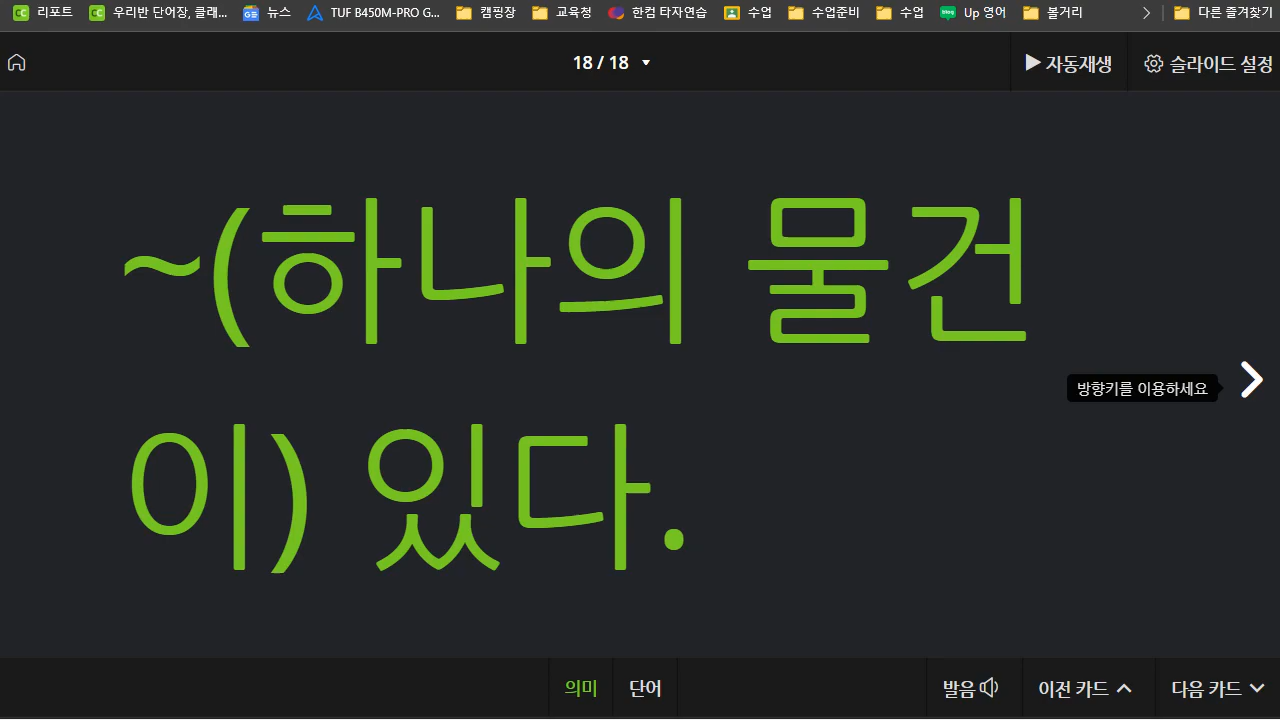 리포트 우리반 단어장, 클래... 뉴스 TUF B450M-PRO G... 캠핑장 교육청 한컴 타자연습 수업 수업준비 수업 Up 영어 볼거리 다른 즐겨찾기
18 / 18 자동재생 슬라이드 설정
~(하나의 물건
방향키를 이용하세요
이) 있다.
의미 단어 발음 이전 카드 다음 카드